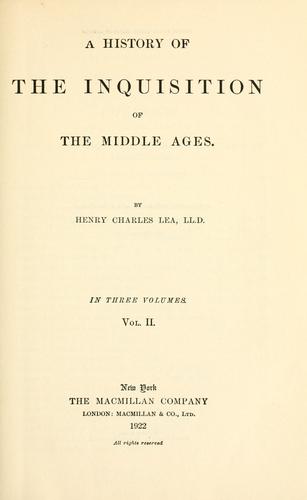 A HISTORY OF
THE INQUISITION
OF
THE MIDDLE AGES.
BY
HENRY CHARLES LEA, LL.D.
IN THREE VOLUMES.
VOL. II.
New York
THE MACMILLAN COMPANY
LONDON: MACMILLAN & CO., LTD.
1922
All rights reserved